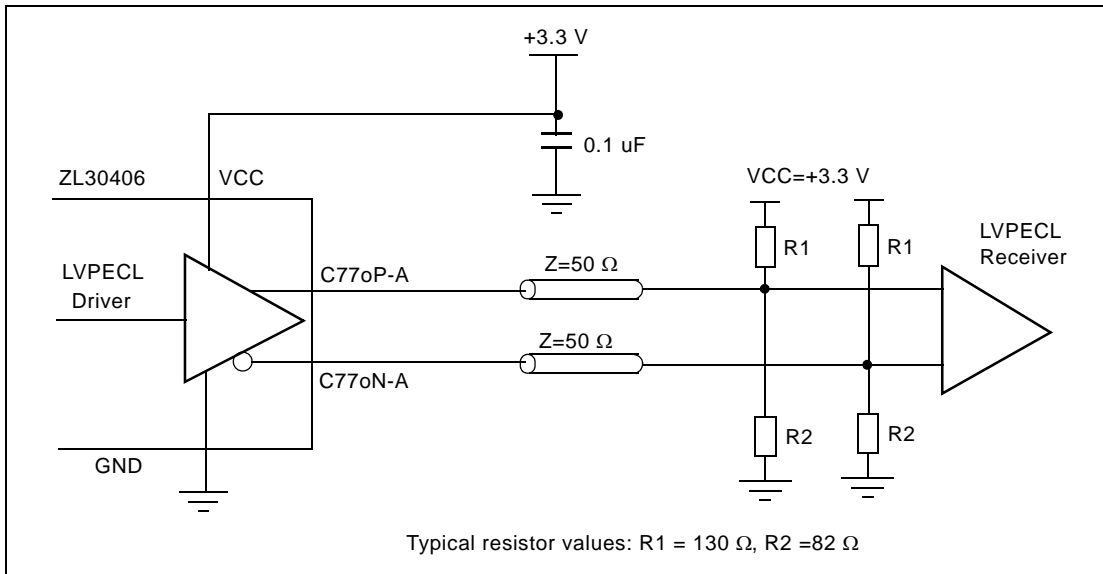 +3.3 V
0.1 uF
ZL30406
VCC
VCC=+3.3 V
R1
R1
LVPECL
Receiver
LVPECL
Driver
C77oP-A
Z=50 Ω
Z=50 Ω
C77oN-A
R2
R2
GND
Typical resistor values: R1 = 130 Ω, R2 =82 Ω